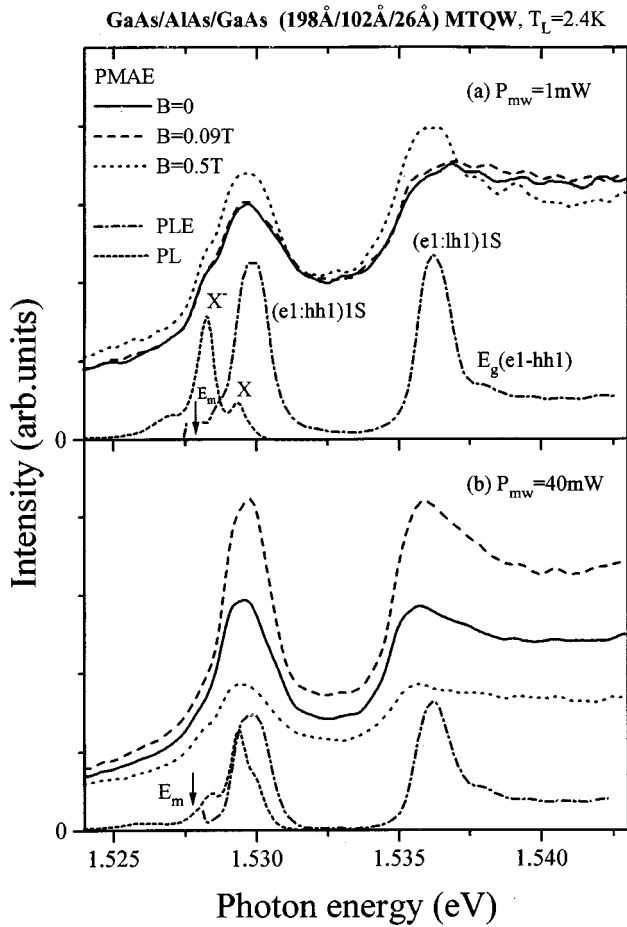 GaAs/AlAs/GaAs (198Å/102Å/26Å) MTQW, T_L=2.4K
PMAE
B=0
B=0.09T
B=0.5T
PLE
PL
(a) P_mw=1mW
(e1:lh1)1S
X⁻
(e1:hh1)1S
E_m
X
E_g(e1-hh1)
0
(b) P_mw=40mW
E_m
0
1.525
1.530
1.535
1.540
Photon energy (eV)
Intensity (arb.units)